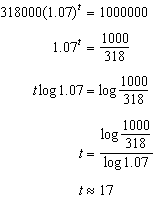 318000(1.07)^t = 1000000
1.07^t = 1000/318
t log 1.07 = log 1000/318
t = log 1000/318 / log 1.07
t ≈ 17